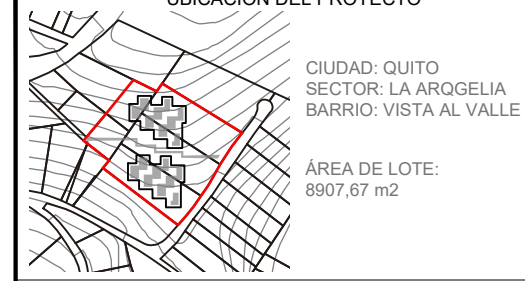 UBICACIÓN DEL PROYECTO
CIUDAD: QUITO
SECTOR: LA ARQGELIA
BARRIO: VISTA AL VALLE
ÁREA DE LOTE:
8907,67 m2